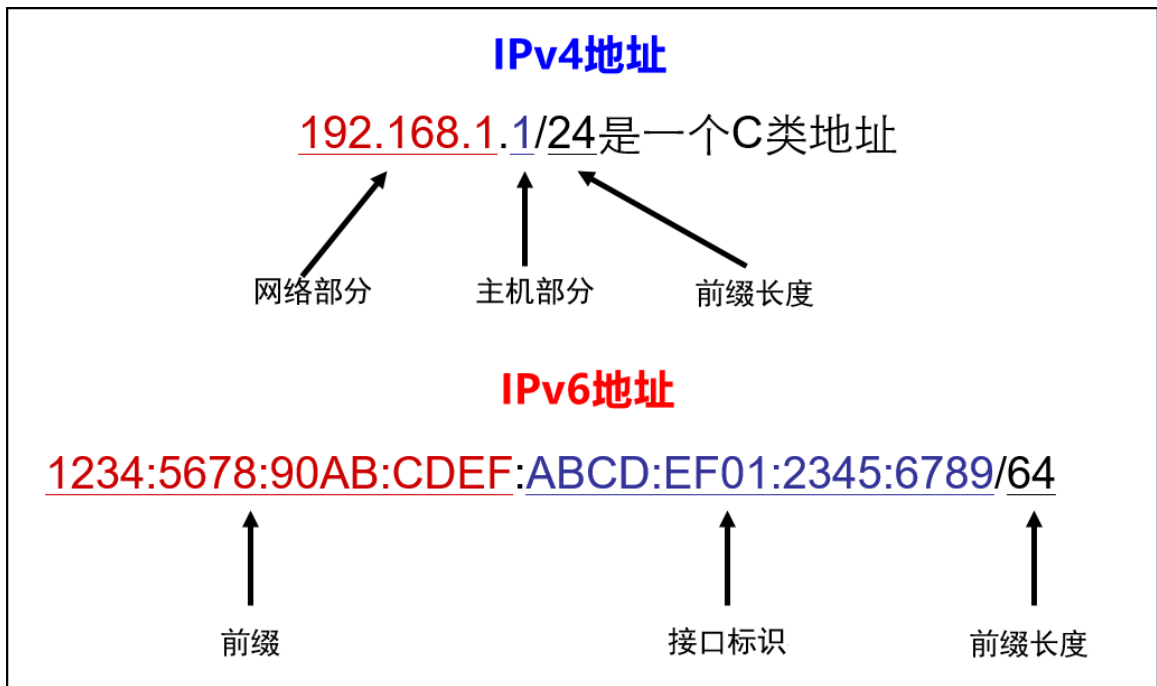 IPv4地址
192.168.1.1/24是一个C类地址
网络部分 主机部分 前缀长度
IPv6地址
1234:5678:90AB:CDEF:ABCD:EF01:2345:6789/64
前缀 接口标识 前缀长度